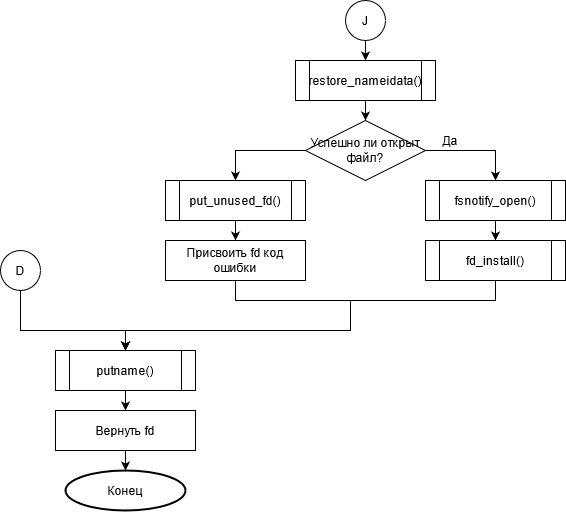 J
restore_nameidata()
Успешно ли открыт
файл?
Да
put_unused_fd()
fsnotify_open()
Присвоить fd код
ошибки
fd_install()
D
putname()
Вернуть fd
Конец